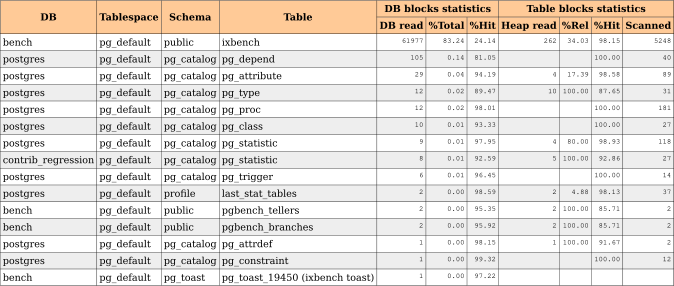 DB Tablespace Schema Table DB blocks statistics Table blocks statistics
DB read %Total %Hit Heap read %Rel %Hit Scanned
bench pg_default public ixbench 61977 83.24 24.14 262 34.03 98.15 5248
postgres pg_default pg_catalog pg_depend 105 0.14 81.05 100.00 40
postgres pg_default pg_catalog pg_attribute 29 0.04 94.19 4 17.39 98.58 89
postgres pg_default pg_catalog pg_type 12 0.02 89.47 10 100.00 87.65 31
postgres pg_default pg_catalog pg_proc 12 0.02 98.01 100.00 181
postgres pg_default pg_catalog pg_class 10 0.01 93.33 100.00 27
postgres pg_default pg_catalog pg_statistic 9 0.01 97.95 4 80.00 98.93 118
contrib_regression pg_default pg_catalog pg_statistic 8 0.01 92.59 5 100.00 92.86 27
postgres pg_default pg_catalog pg_trigger 6 0.01 96.45 100.00 14
postgres pg_default profile last_stat_tables 2 0.00 98.59 2 4.88 98.13 37
bench pg_default public pgbench_tellers 2 0.00 95.35 2 100.00 85.71 2
bench pg_default public pgbench_branches 2 0.00 95.92 2 100.00 85.71 2
postgres pg_default pg_catalog pg_attrdef 1 0.00 98.15 1 100.00 91.67 2
postgres pg_default pg_catalog pg_constraint 1 0.00 99.32 100.00 12
bench pg_default pg_toast pg_toast_19450 (ixbench toast) 1 0.00 97.22